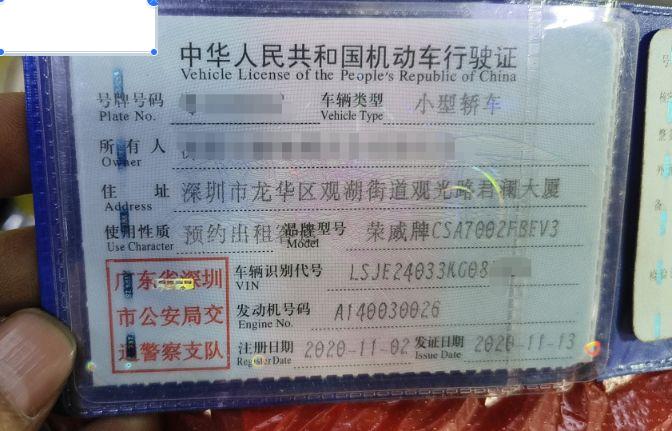 中华人民共和国机动车行驶证
Vehicle License of the People's Republic of China
号牌号码 车辆类型 小型轿车
Plate No. Vehicle Type
所有人
Owner
住址 深圳市龙华区观湖街道观光路君澜大厦
Address
使用性质 预约出租客运 品牌型号 荣威牌CSA7002FBEV3
Use Character Model
广东省深圳
市公安局交
通警察支队
车辆识别代号 LSJE24033KG08
VIN
发动机号码 A140030026
Engine No.
注册日期 2020-11-02 发证日期 2020-11-13
Register Date Issue Date